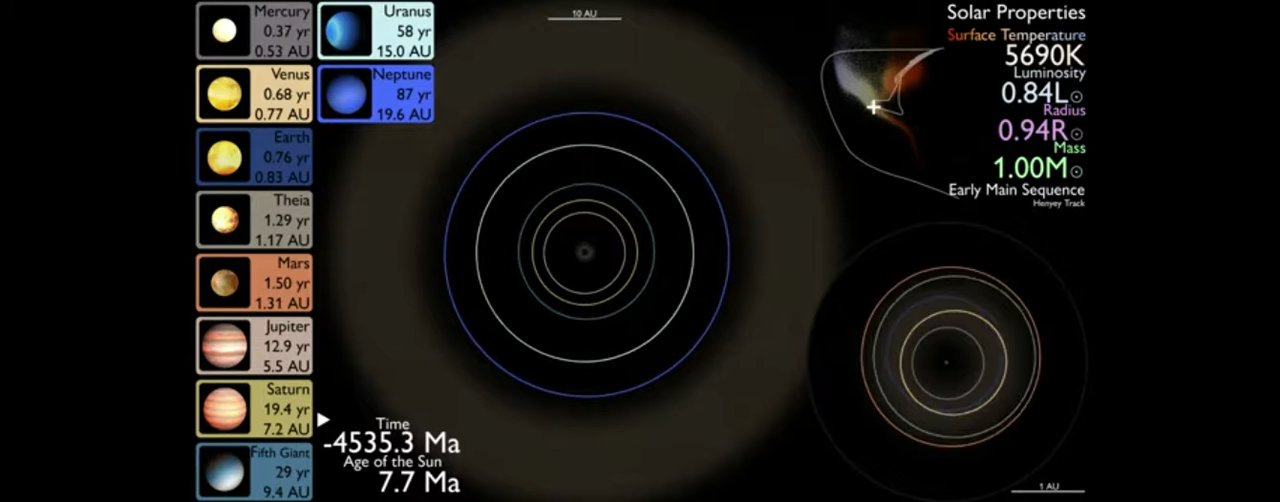 Mercury
0.37 yr
0.53 AU
Venus
0.68 yr
0.77 AU
Earth
0.76 yr
0.83 AU
Theia
1.29 yr
1.17 AU
Mars
1.50 yr
1.31 AU
Jupiter
12.9 yr
5.5 AU
Saturn
19.4 yr
7.2 AU
Fifth Giant
29 yr
9.4 AU
Uranus
58 yr
15.0 AU
Neptune
87 yr
19.6 AU
Time
-4535.3 Ma
Age of the Sun
7.7 Ma
10 AU
Solar Properties
Surface Temperature
5690K
Luminosity
0.84L☉
Radius
0.94R☉
Mass
1.00M☉
Early Main Sequence
Henyey Track
1 AU